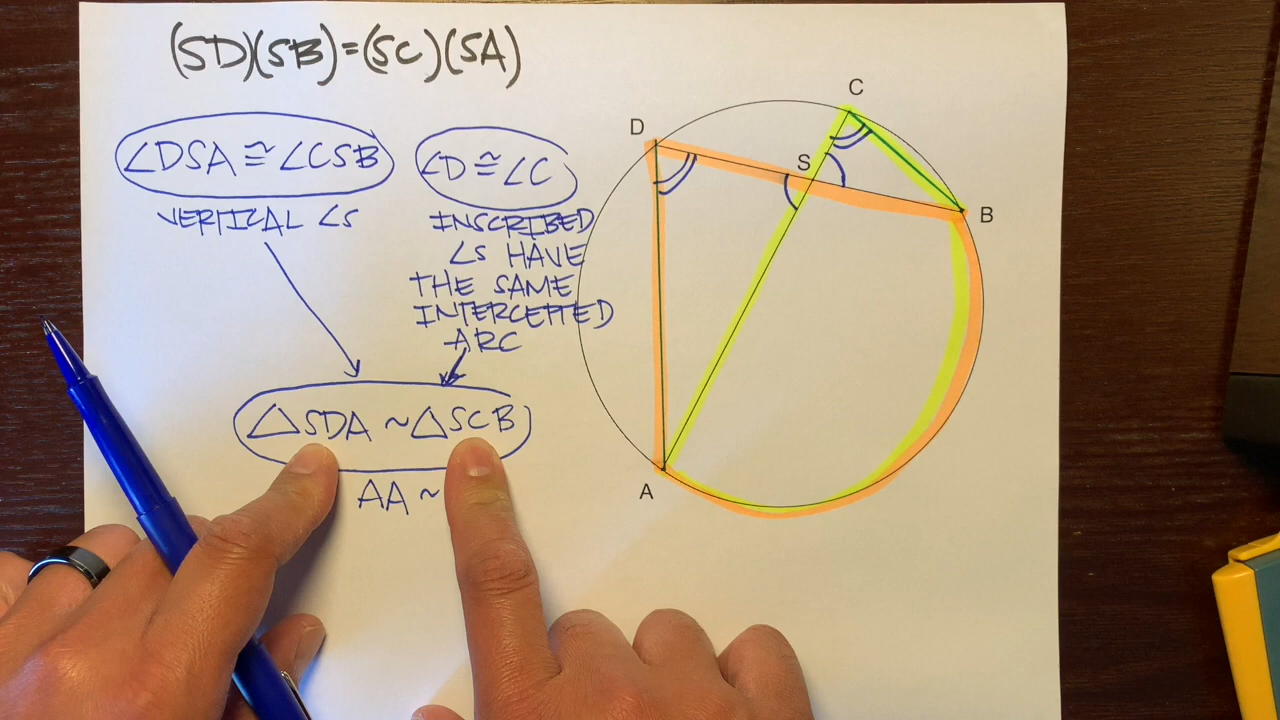 (SD)(SB)=(SC)(SA)
∠DSA ≅ ∠CSB
VERTICAL ∠S
∠D ≅ ∠C
INSCRIBED
∠S HAVE
THE SAME
INTERCEPTED
ARC
△SDA ~ △SCB
AA ~
C
D
S
B
A